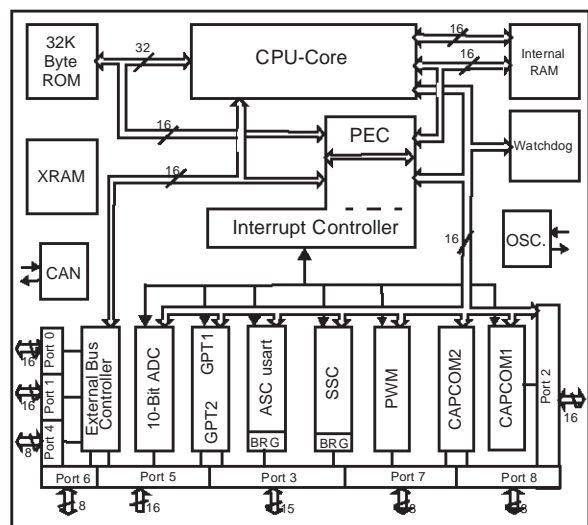 32K
Byte
ROM
32
CPU-Core
16
16
Internal
RAM
16
PEC
Watchdog
XRAM
16
Interrupt Controller
16
OSC.
CAN
Port 0
16
Port 1
16
Port 4
8
External Bus
Controller
10-Bit ADC
GPT1
GPT2
ASC usart
BRG
SSC
BRG
PWM
CAPCOM2
CAPCOM1
Port 2
16
Port 6
Port 5
Port 3
Port 7
Port 8
8
16
15
8
8